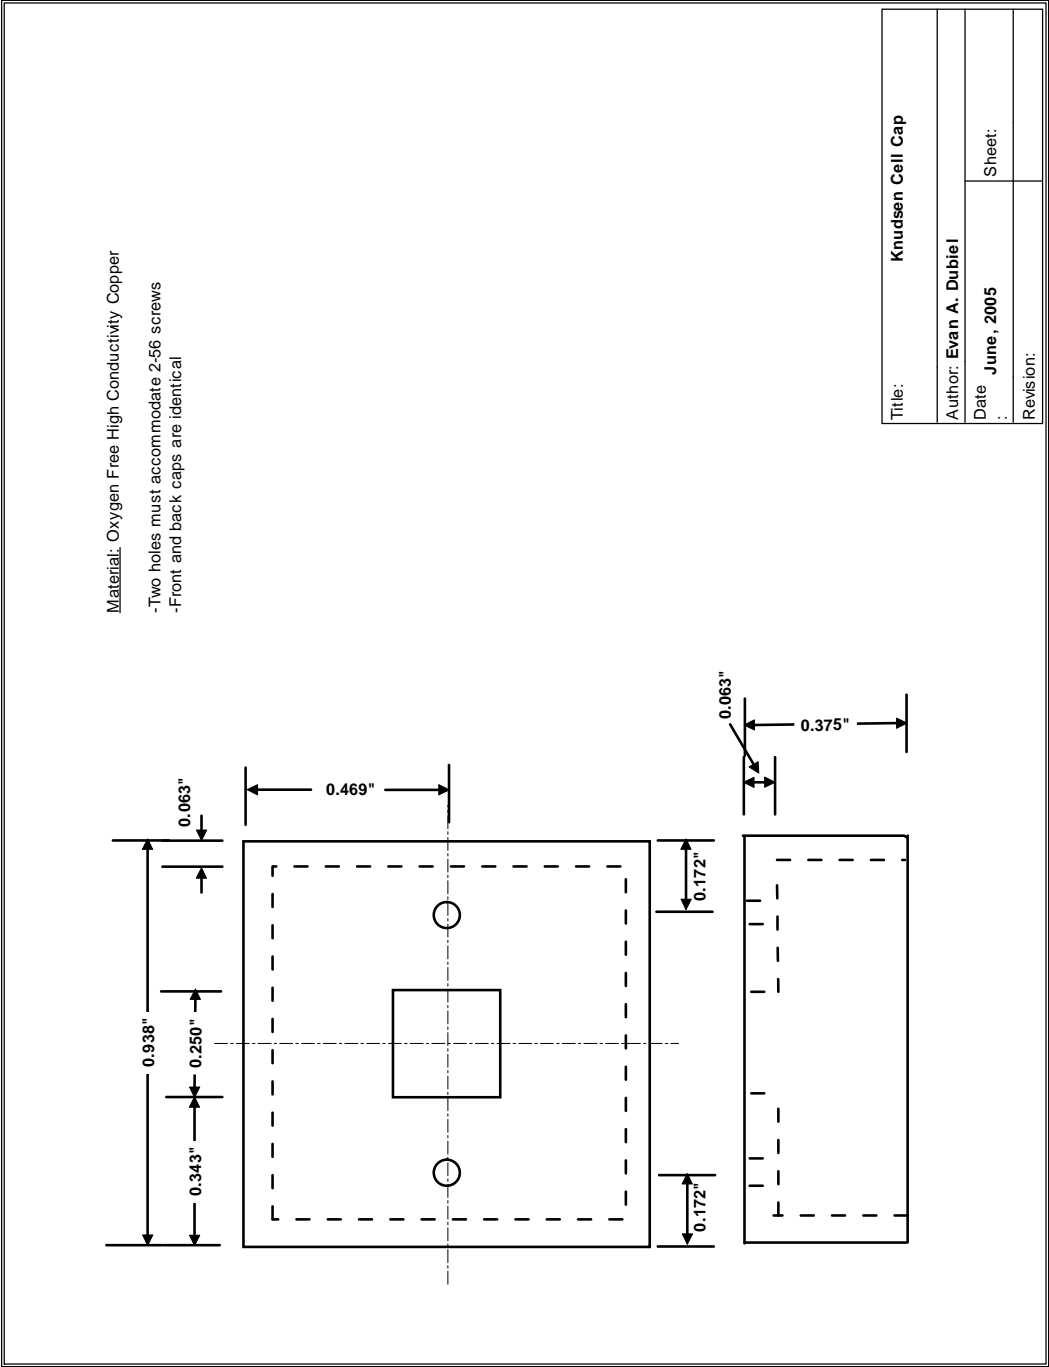 Material: Oxygen Free High Conductivity Copper
-Two holes must accommodate 2-56 screws
-Front and back caps are identical
0.938"
0.063"
0.250"
0.343"
0.469"
0.172"
0.172"
0.063"
0.375"
Title: Knudsen Cell Cap
Author: Evan A. Dubiel
Date June, 2005 Sheet:
:
Revision: